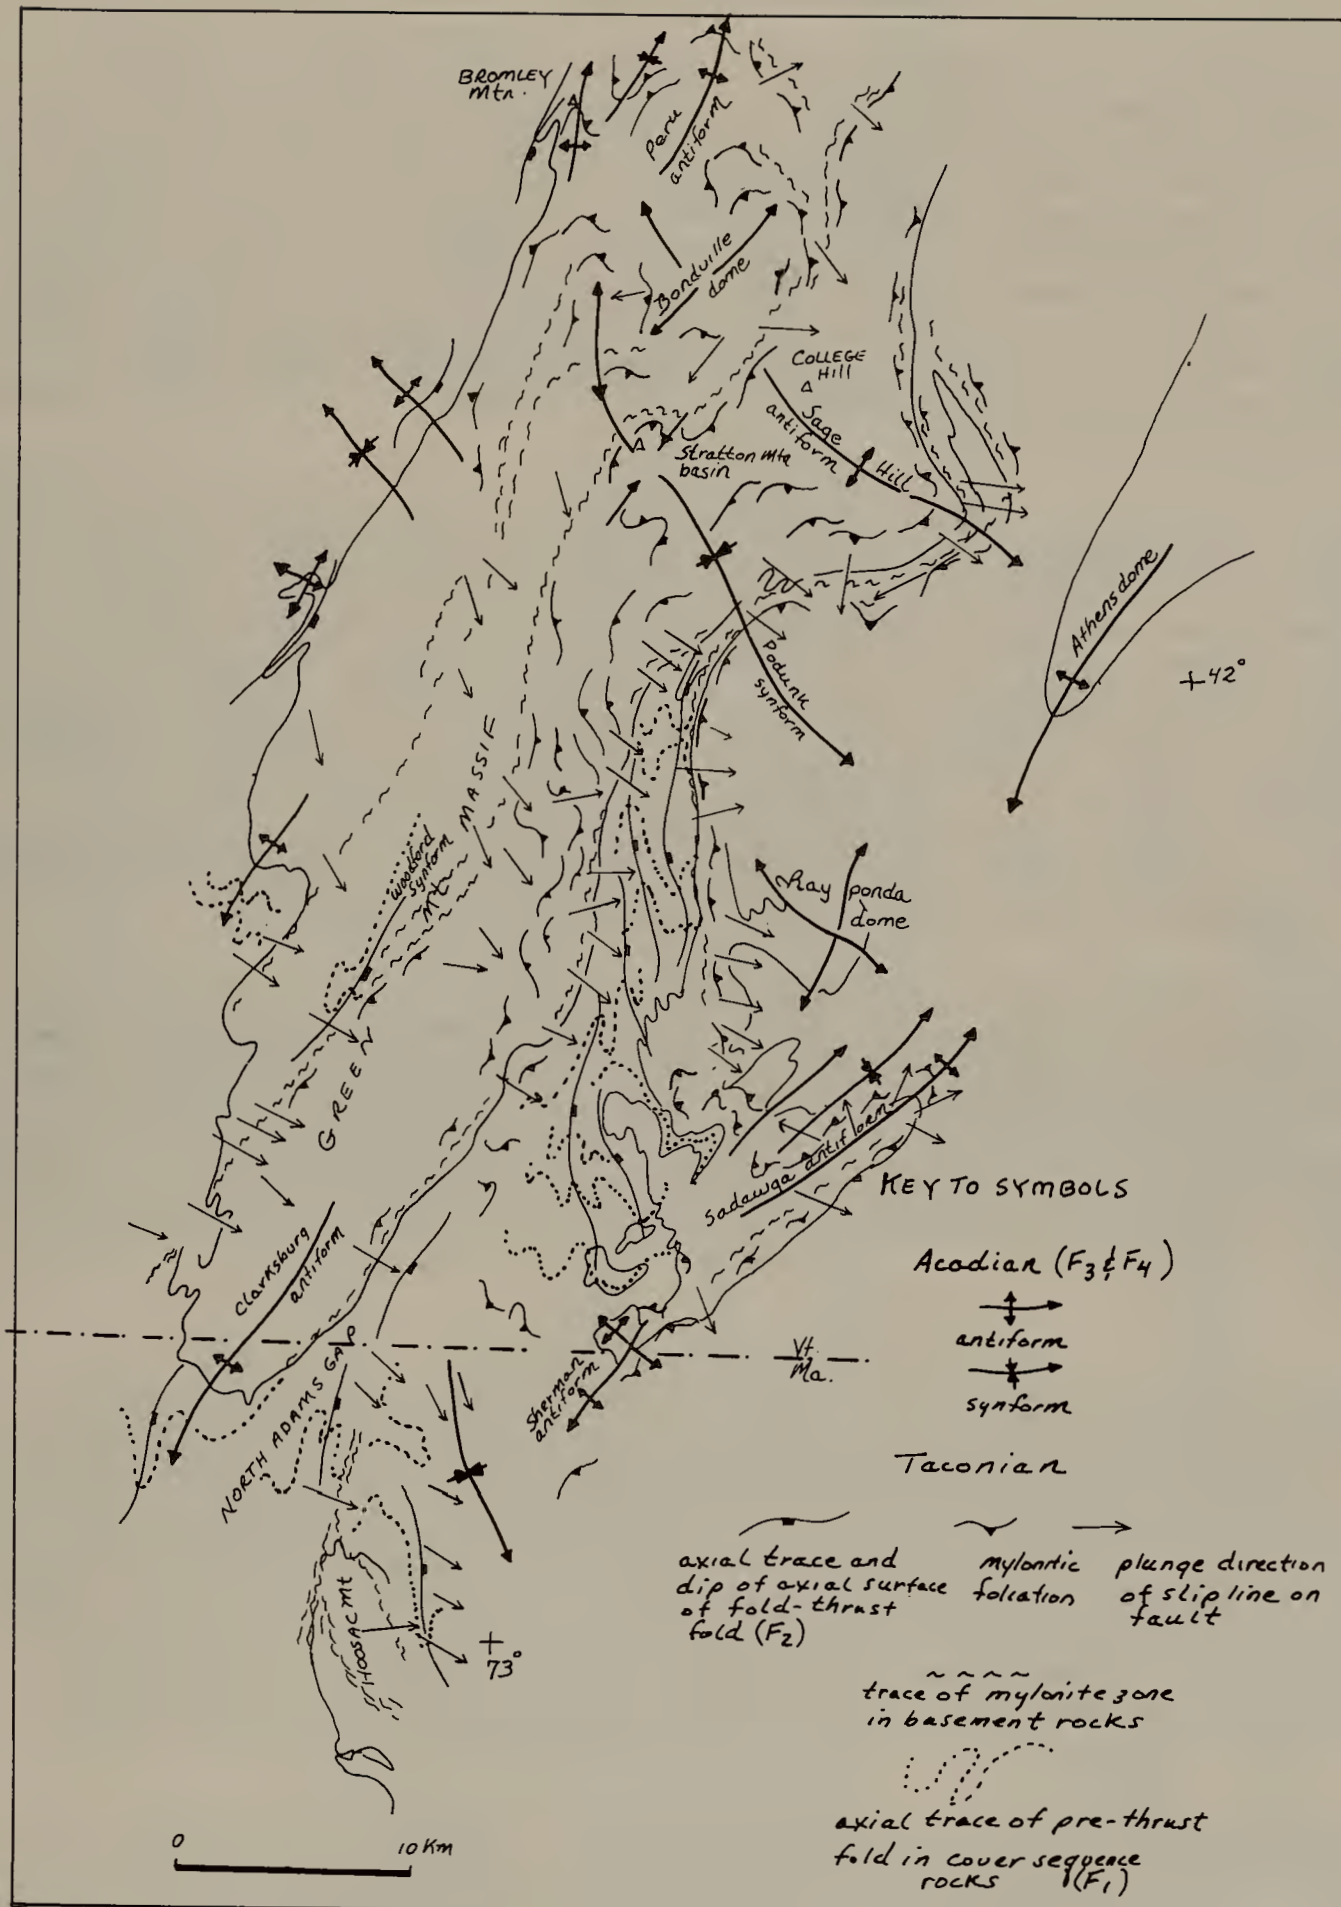 BROMLEY
Mtn.
Peru
antiform
Bondville
dome
COLLEGE
HILL
Sage
Hill
antiform
Stratton Mtn
basin
Athens dome
+42°
Podunk
synform
Woodford
synform
GREEN Mt MASSIF
Ray ponda
dome
Sadawga antiform
KEY TO SYMBOLS
Clarksburg
antiform
Acadian (F3 & F4)
antiform
synform
Vt.
Ma.
Sherman
antiform
NORTH ADAMS GAP
Taconian
axial trace and
dip of axial surface
of fold-thrust
fold (F2)
mylonitic
foliation
plunge direction
of slip line on
fault
HOOSAC Mt
+
73°
trace of mylonite zone
in basement rocks
axial trace of pre-thrust
fold in cover sequence
rocks (F1)
0 10 Km